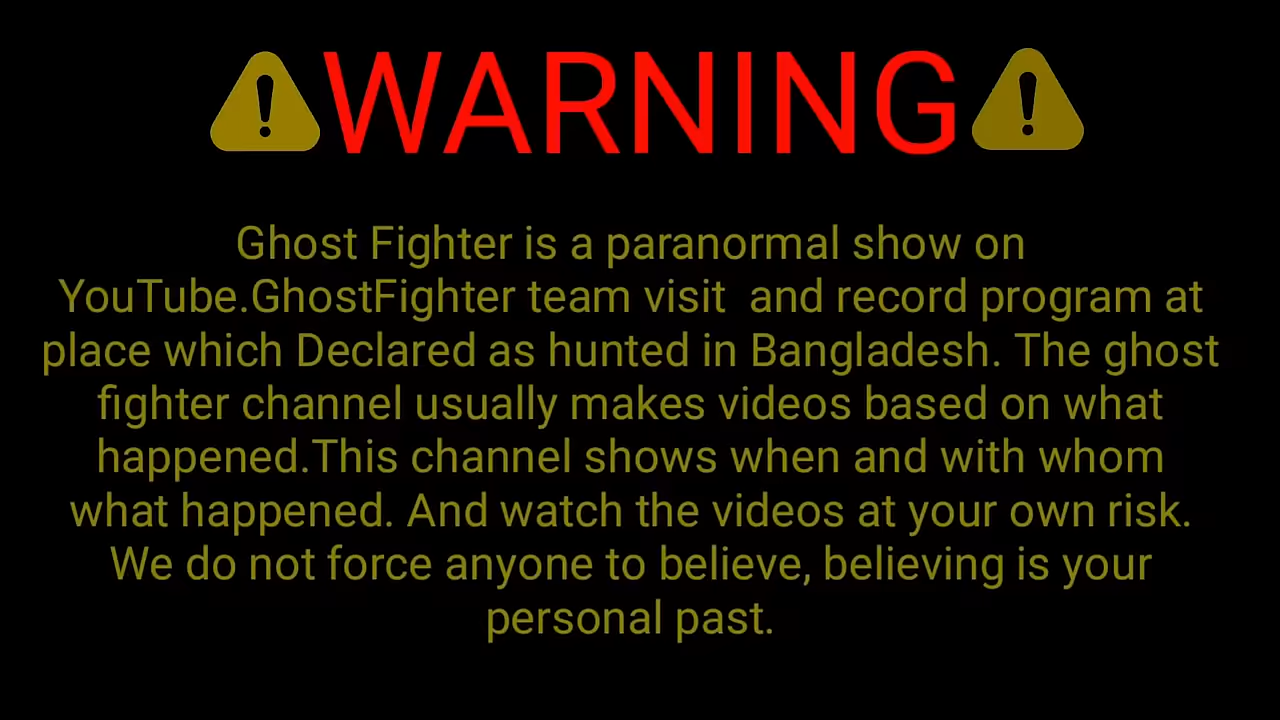 WARNING
Ghost Fighter is a paranormal show on
YouTube.GhostFighter team visit  and record program at
place which Declared as hunted in Bangladesh. The ghost
fighter channel usually makes videos based on what
happened.This channel shows when and with whom
what happened. And watch the videos at your own risk.
We do not force anyone to believe, believing is your
personal past.